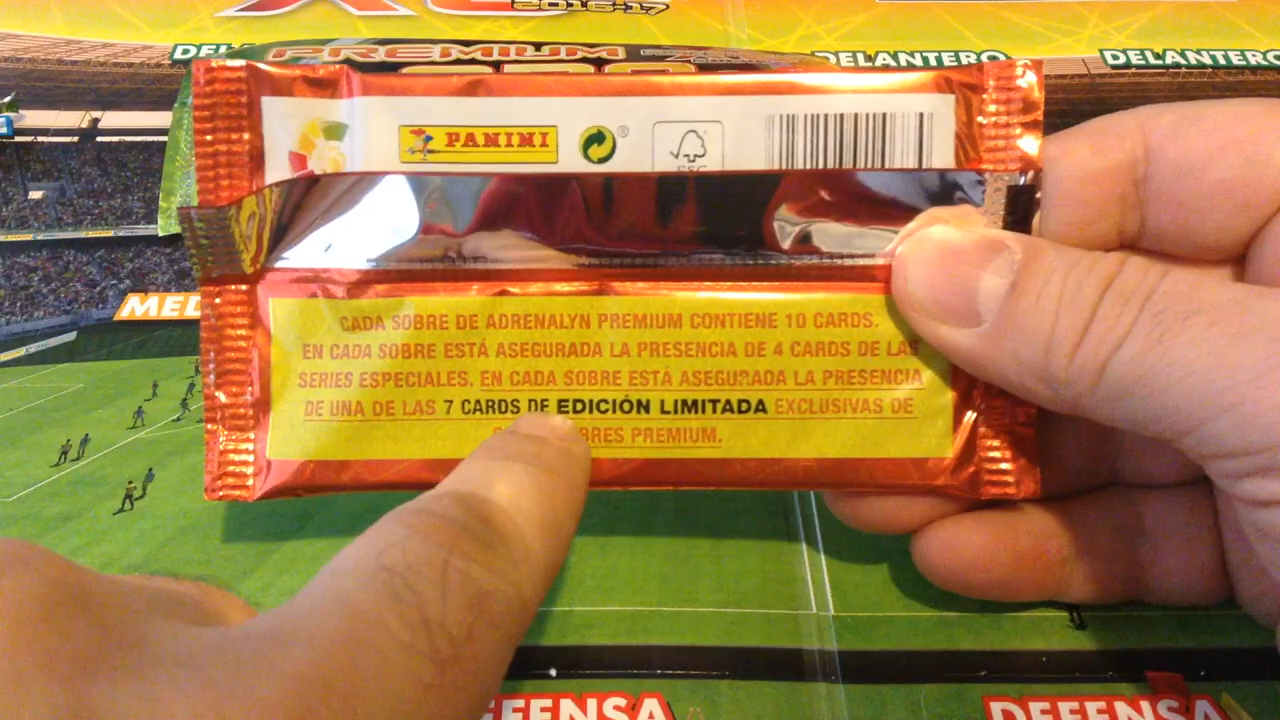 2016-17
DELANTERO
DELANTERO
PREMIUM
PANINI
FSC
MED
CADA SOBRE DE ADRENALYN PREMIUM CONTIENE 10 CARDS.
EN CADA SOBRE ESTÁ ASEGURADA LA PRESENCIA DE 4 CARDS DE LAS
SERIES ESPECIALES. EN CADA SOBRE ESTÁ ASEGURADA LA PRESENCIA
DE UNA DE LAS 7 CARDS DE EDICIÓN LIMITADA EXCLUSIVAS DE
BRES PREMIUM.
DEFENSA